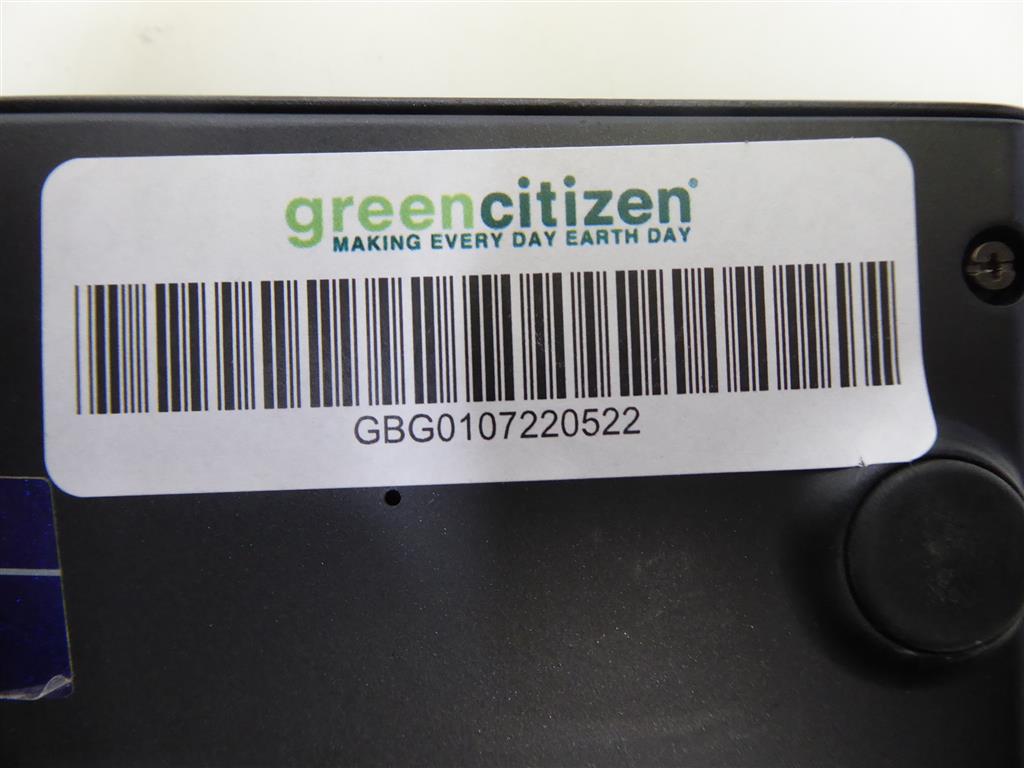 greencitizen®
MAKING EVERY DAY EARTH DAY
GBG0107220522